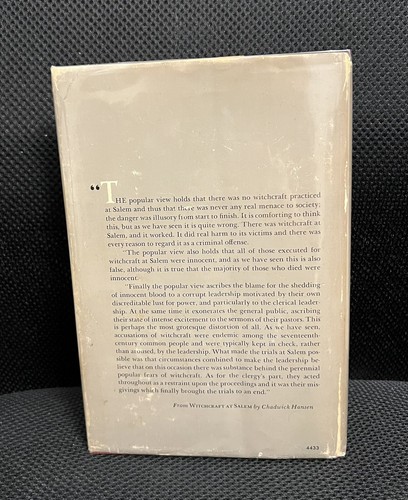 "THE popular view holds that there was no witchcraft practiced
at Salem and thus that there was never any real menace to society;
the danger was illusory from start to finish. It is comforting to think
this, but as we have seen it is quite wrong. There was witchcraft at
Salem, and it worked. It did real harm to its victims and there was
every reason to regard it as a criminal offense.
"The popular view also holds that all of those executed for
witchcraft at Salem were innocent, and as we have seen this is also
false, although it is true that the majority of those who died were
innocent.
"Finally the popular view ascribes the blame for the shedding
of innocent blood to a corrupt leadership motivated by their own
discreditable lust for power, and particularly to the clerical leader-
ship. At the same time it exonerates the general public, ascribing
their state of intense excitement to the sermons of their pastors. This
is perhaps the most grotesque distortion of all. As we have seen,
accusations of witchcraft were endemic among the seventeenth-
century common people and were typically kept in check, rather
than aroused, by the leadership. What made the trials at Salem pos-
sible was that circumstances combined to make the leadership be-
lieve that on this occasion there was substance behind the perennial
popular fears of witchcraft. As for the clergy's part, they acted
throughout as a restraint upon the proceedings and it was their mis-
givings which finally brought the trials to an end."
From WITCHCRAFT AT SALEM by Chadwick Hansen
4433